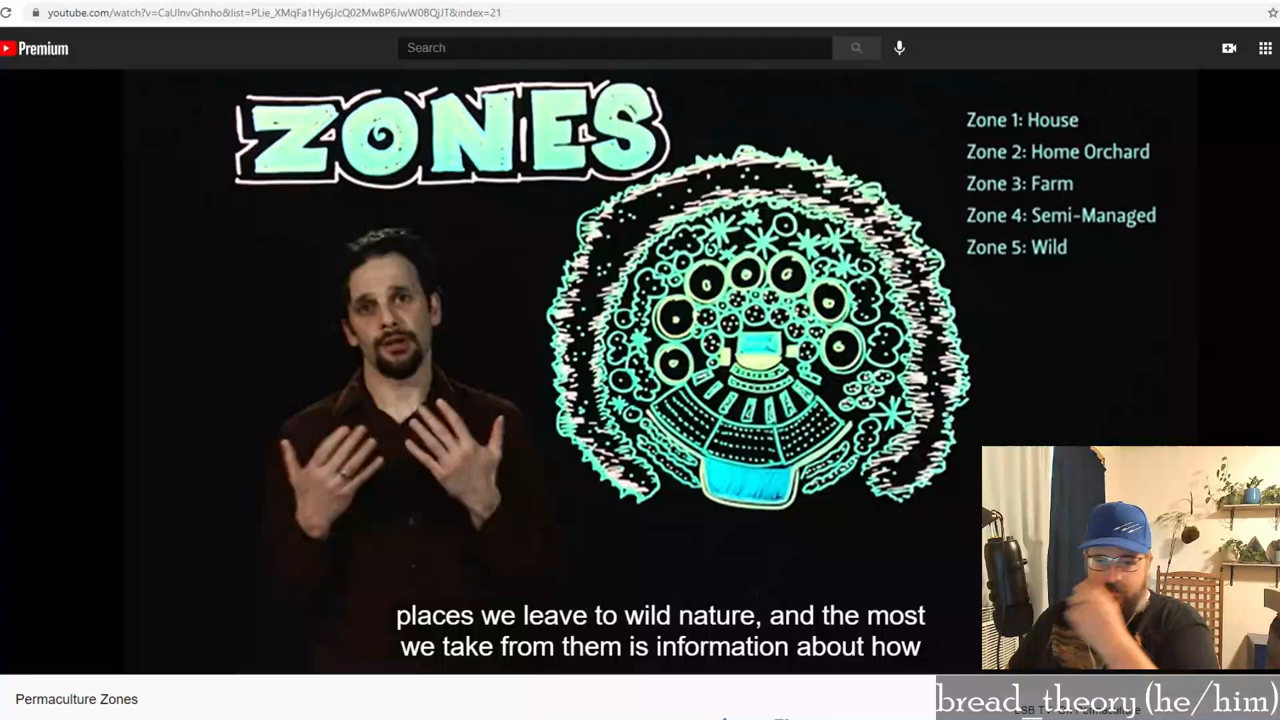 youtube.com/watch?v=CaUlnvGhnho&list=PLie_XMqFa1Hy6jJcQ02MwBP6JwW0BQjJT&index=21
Premium
Search
ZONES
Zone 1: House
Zone 2: Home Orchard
Zone 3: Farm
Zone 4: Semi-Managed
Zone 5: Wild
places we leave to wild nature, and the most
we take from them is information about how
Permaculture Zones
bread_theory (he/him)